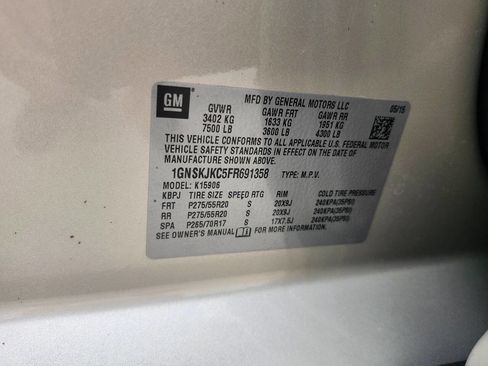 GM
MFD BY GENERAL MOTORS LLC
05/15
GVWR GAWR FRT GAWR RR
3402 KG 1633 KG 1951 KG
7500 LB 3600 LB 4300 LB
THIS VEHICLE CONFORMS TO ALL APPLICABLE U.S. FEDERAL MOTOR
VEHICLE SAFETY STANDARDS IN EFFECT ON THE DATE OF
MANUFACTURE SHOWN ABOVE.
1GNSKJKC5FR691358 TYPE: M.P.V.
MODEL: K15906
KBPJ TIRE SIZE SPEED RTG RIM COLD TIRE PRESSURE
FRT P275/55R20 S 20X9J 240KPA(35PSI)
RR P275/55R20 S 20X9J 240KPA(35PSI)
SPA P265/70R17 S 17X7.5J 240KPA(35PSI)
SEE OWNER'S MANUAL FOR MORE INFORMATION.